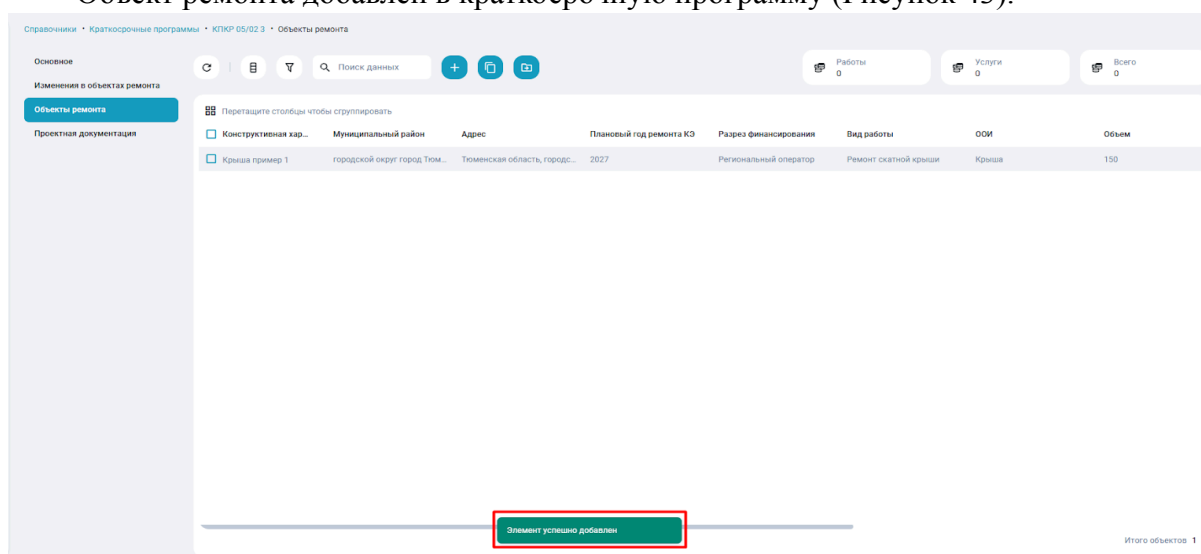 Объект ремонта добавлен в краткосрочную программу (Рисунок 43).
Справочники • Краткосрочные программы • КПКР 05/02 3 • Объекты ремонта
Основное
Изменения в объектах ремонта
Объекты ремонта
Проектная документация
Поиск данных
Работы
0
Услуги
0
Всего
0
Перетащите столбцы чтобы сгруппировать
Конструктивная хар... Муниципальный район Адрес Плановый год ремонта КЭ Разрез финансирования Вид работы ООИ Объем
Крыша пример 1 городской округ город Тюм... Тюменская область, городс... 2027 Региональный оператор Ремонт скатной крыши Крыша 150
Элемент успешно добавлен
Итого объектов 1